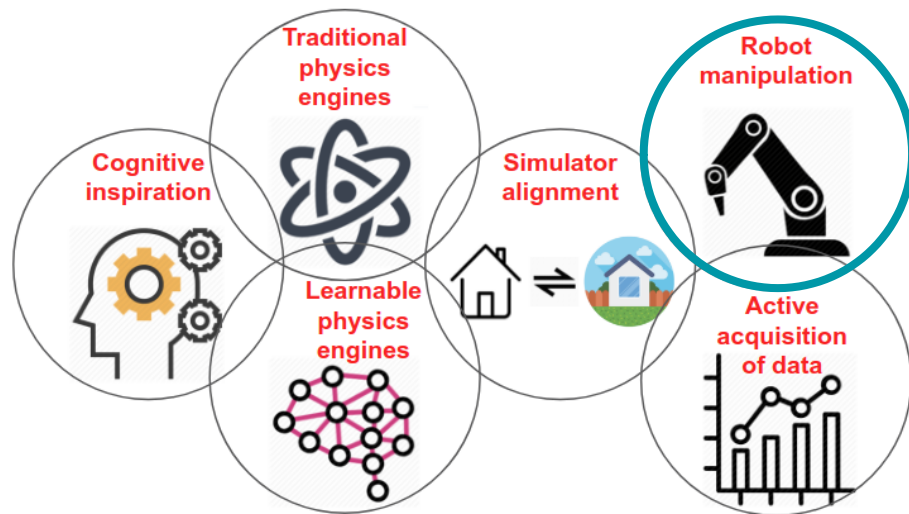 Traditional
physics
engines
Robot
manipulation
Cognitive
inspiration
Simulator
alignment
Learnable
physics
engines
Active
acquisition
of data